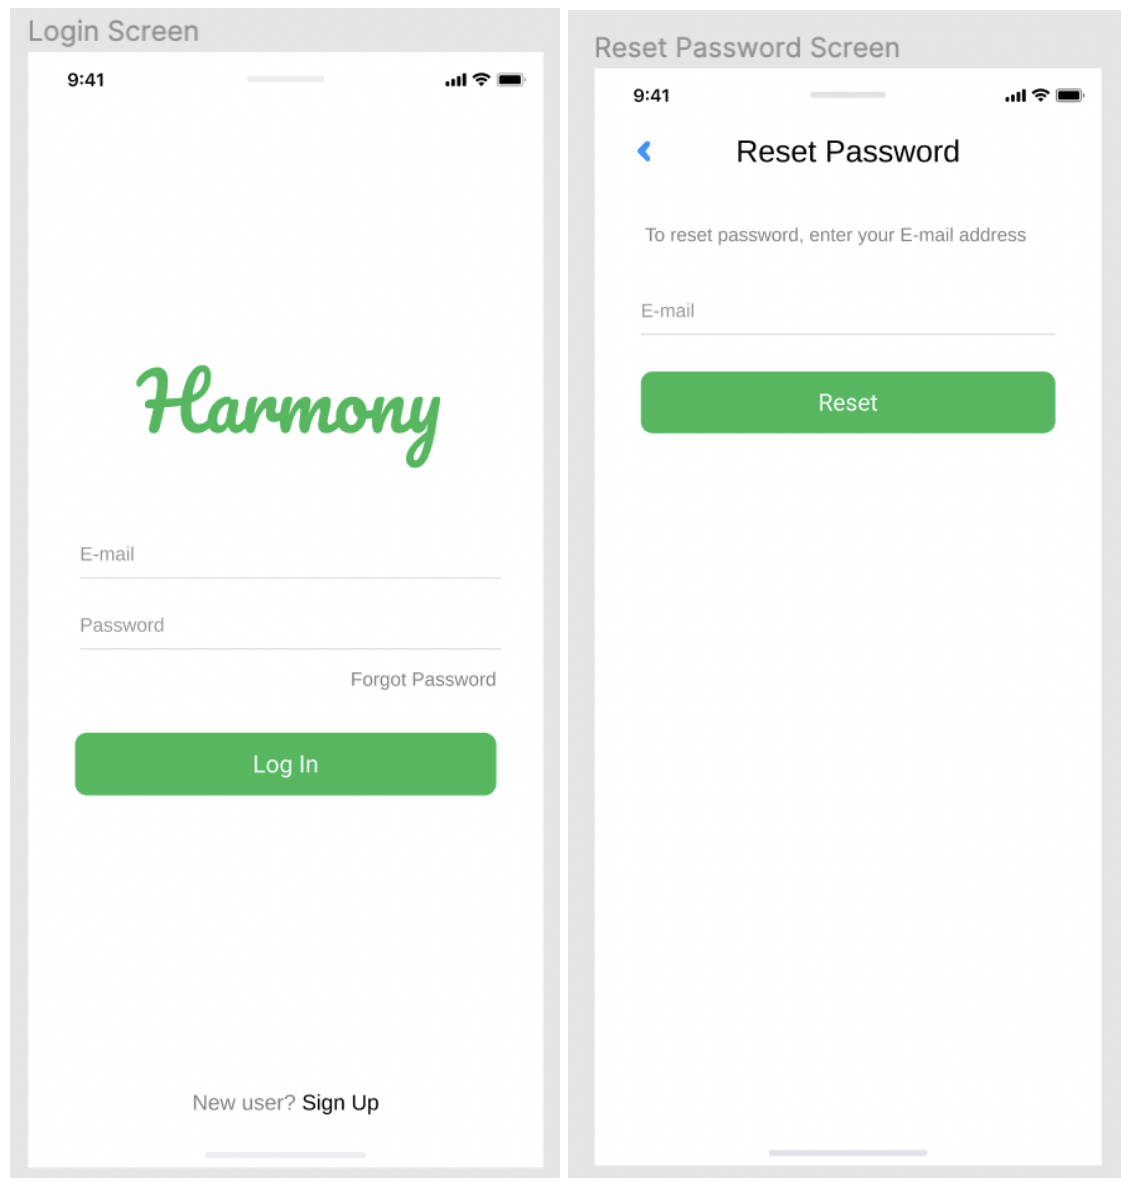 Login Screen
9:41
Harmony
E-mail
Password
Forgot Password
Log In
New user? Sign Up
Reset Password Screen
9:41
Reset Password
To reset password, enter your E-mail address
E-mail
Reset